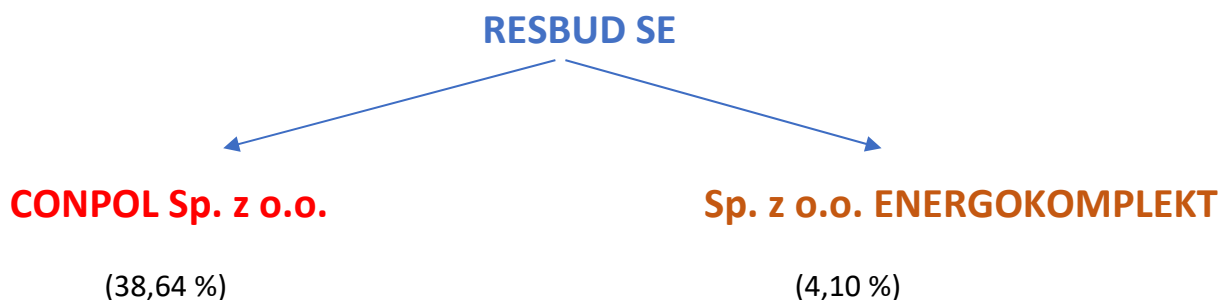 RESBUD SE
CONPOL Sp. z o.o.
Sp. z o.o. ENERGOKOMPLEKT
(38,64 %)
(4,10 %)